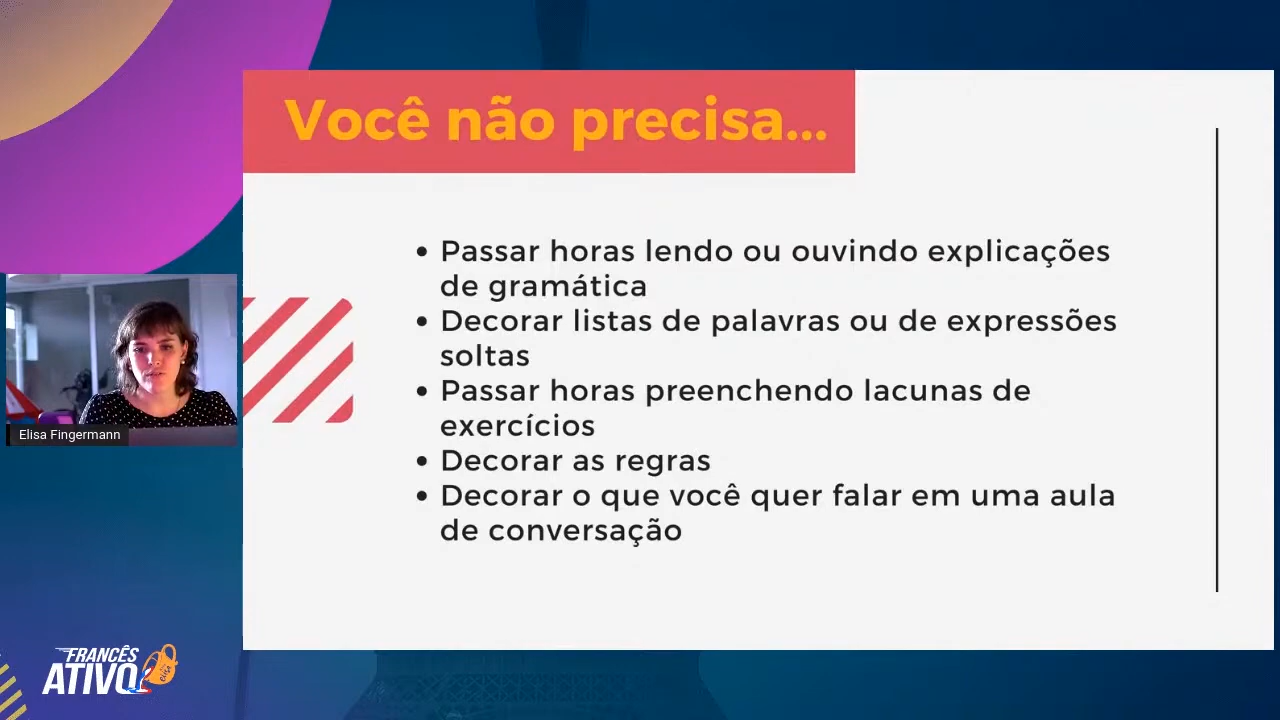 Você não precisa...
Passar horas lendo ou ouvindo explicações
de gramática
Decorar listas de palavras ou de expressões
soltas
Passar horas preenchendo lacunas de
exercícios
Decorar as regras
Decorar o que você quer falar em uma aula
de conversação
Elisa Fingermann
FRANCÊS
ATIVO